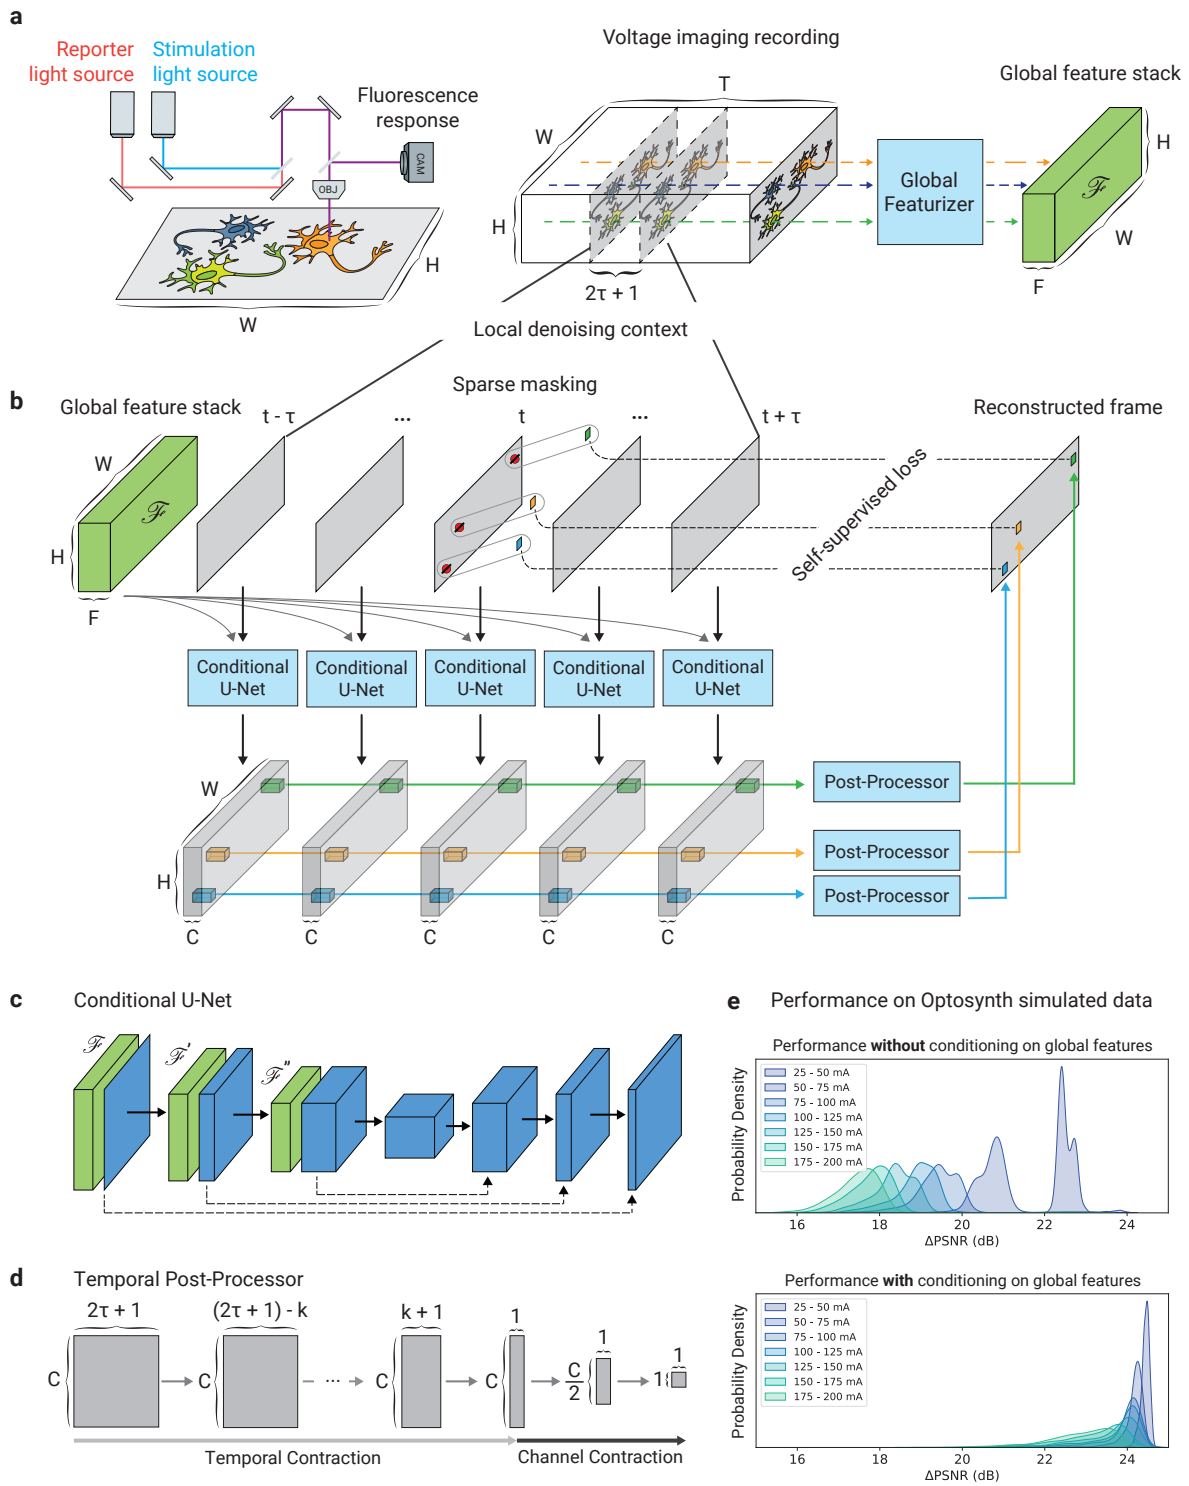 a
Reporter
light source
Stimulation
light source
Fluorescence
response
CAM
OBJ
H
W
Voltage imaging recording
T
W
H
2τ + 1
Global
Featurizer
Global feature stack
H
ℱ
W
F
Local denoising context
b
Global feature stack
W
ℱ
H
F
Sparse masking
t - τ
...
t
...
t + τ
Reconstructed frame
Self-supervised loss
Conditional
U-Net
Conditional
U-Net
Conditional
U-Net
Conditional
U-Net
Conditional
U-Net
W
H
C
C
C
C
C
Post-Processor
Post-Processor
Post-Processor
c
Conditional U-Net
ℱ
ℱ'
ℱ"
d
Temporal Post-Processor
2τ + 1
(2τ + 1) - k
k + 1
1
1
1
C
C
...
C
C
C
2
1
Temporal Contraction
Channel Contraction
e
Performance on Optosynth simulated data
Performance without conditioning on global features
Probability Density
25 - 50 mA
50 - 75 mA
75 - 100 mA
100 - 125 mA
125 - 150 mA
150 - 175 mA
175 - 200 mA
16 18 20 22 24
ΔPSNR (dB)
Performance with conditioning on global features
Probability Density
25 - 50 mA
50 - 75 mA
75 - 100 mA
100 - 125 mA
125 - 150 mA
150 - 175 mA
175 - 200 mA
16 18 20 22 24
ΔPSNR (dB)